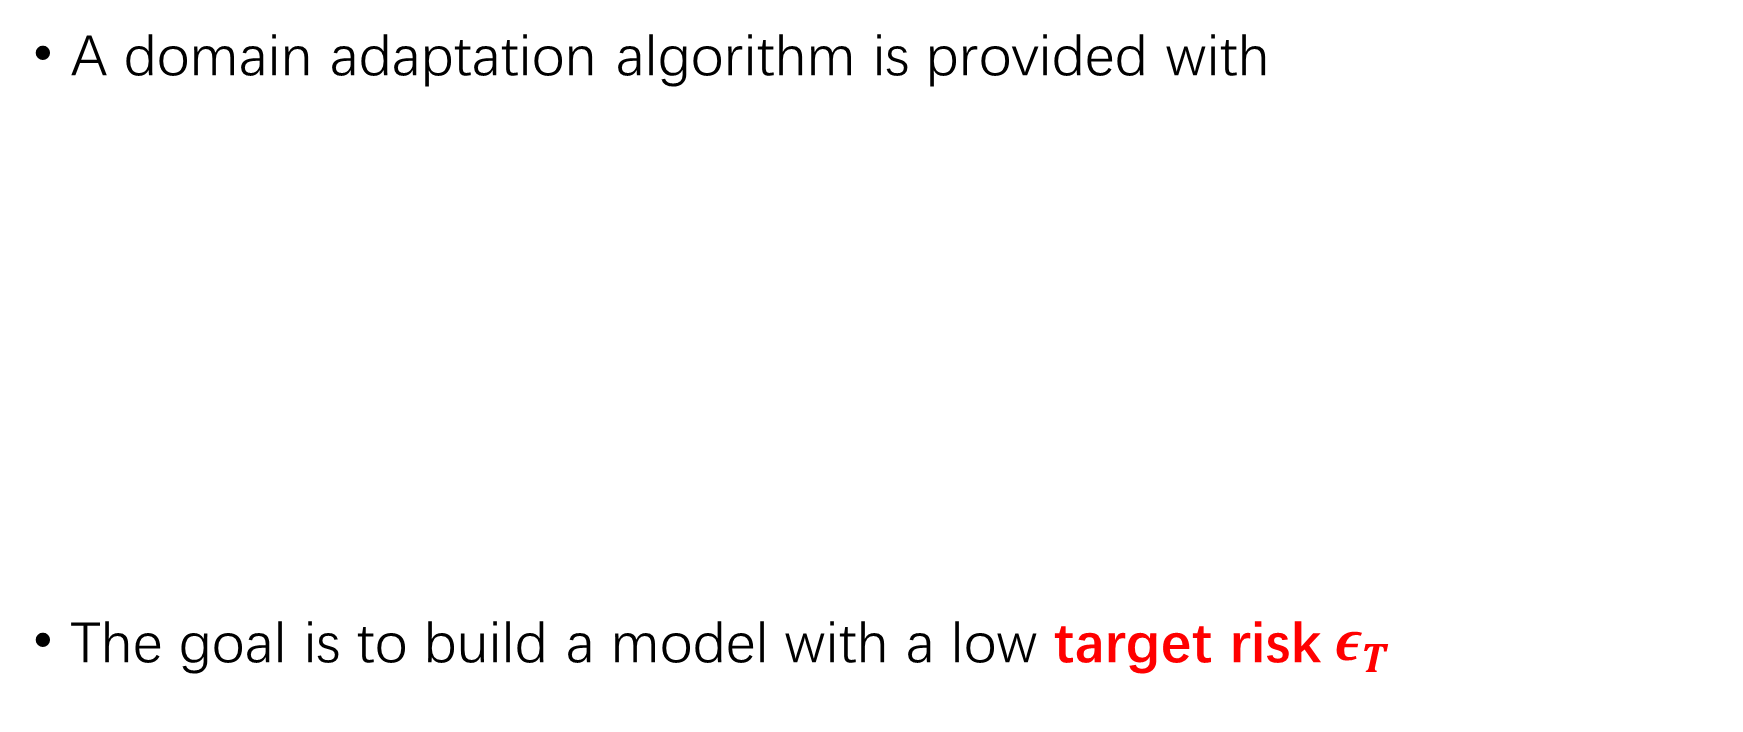 • A domain adaptation algorithm is provided with
• The goal is to build a model with a low target risk ϵ_T